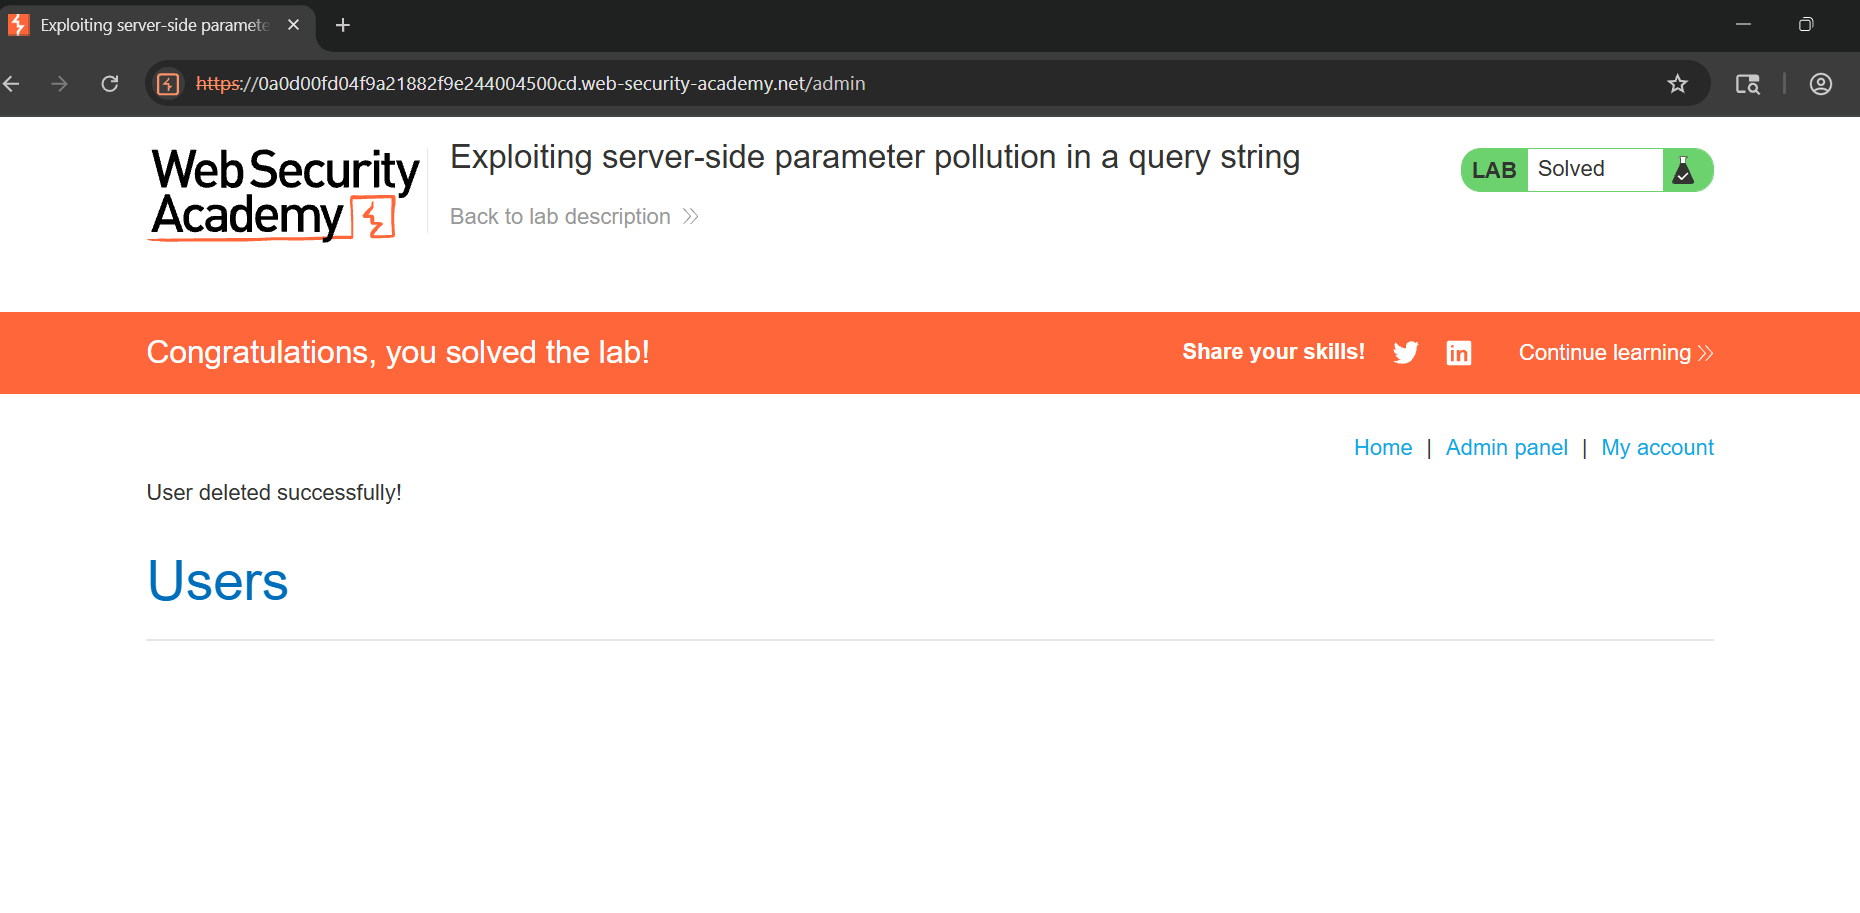 Exploiting server-side paramete
https://0a0d00fd04f9a21882f9e244004500cd.web-security-academy.net/admin
Web Security
Academy
Exploiting server-side parameter pollution in a query string
Back to lab description
LAB Solved
Congratulations, you solved the lab!
Share your skills!
Continue learning
Home | Admin panel | My account
User deleted successfully!
Users